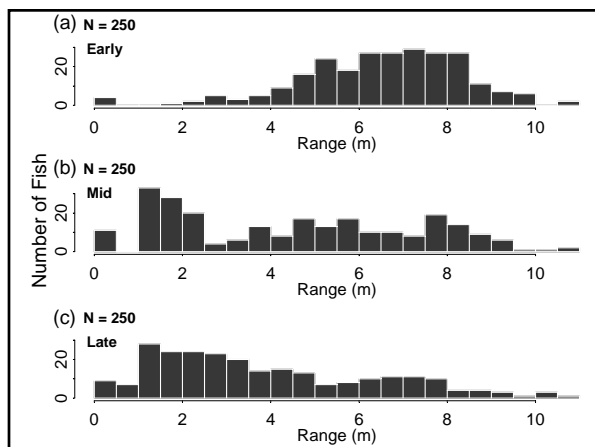 (a) N = 250
Early
20
0
0 2 4 6 8 10
Range (m)
(b) N = 250
Mid
20
0
0 2 4 6 8 10
Range (m)
(c) N = 250
Late
20
0
0 2 4 6 8 10
Range (m)
Number of Fish